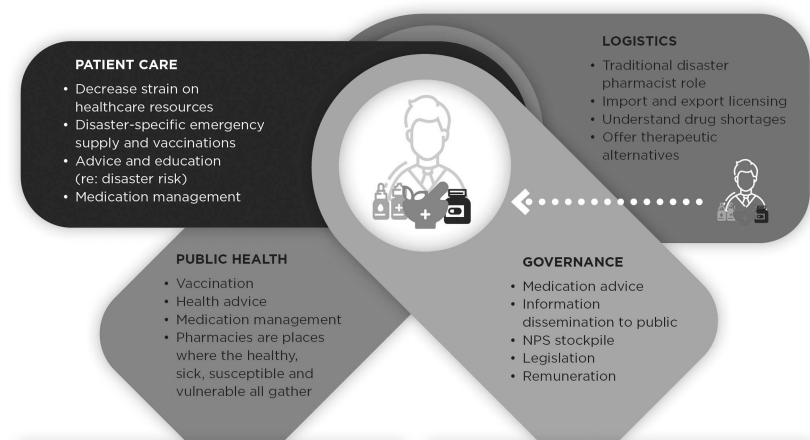 PATIENT CARE
• Decrease strain on
healthcare resources
• Disaster-specific emergency
supply and vaccinations
• Advice and education
(re: disaster risk)
• Medication management
LOGISTICS
• Traditional disaster
pharmacist role
• Import and export licensing
• Understand drug shortages
• Offer therapeutic
alternatives
PUBLIC HEALTH
• Vaccination
• Health advice
• Medication management
• Pharmacies are places
where the healthy,
sick, susceptible and
vulnerable all gather
GOVERNANCE
• Medication advice
• Information
dissemination to public
• NPS stockpile
• Legislation
• Remuneration